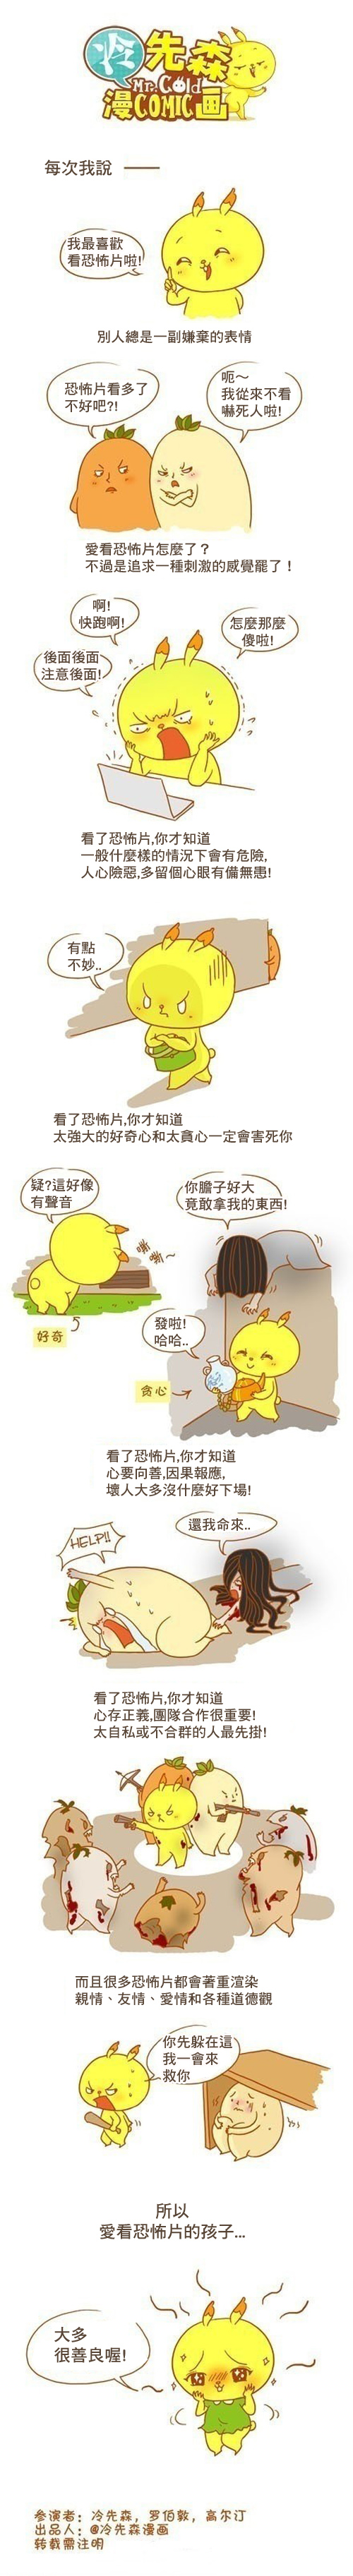 冷先森
Mr. Cold
漫COMIC画
每次我說 ——
我最喜歡
看恐怖片啦!
別人總是一副嫌棄的表情
恐怖片看多了
不好吧?!
呃～
我從來不看
嚇死人啦!
愛看恐怖片怎麼了？
不過是追求一種刺激的感覺罷了！
啊!
快跑啊!
怎麼那麼
傻啦!
後面後面
注意後面!
看了恐怖片,你才知道
一般什麼樣的情況下會有危險,
人心險惡,多留個心眼有備無患!
有點
不妙..
看了恐怖片,你才知道
太強大的好奇心和太貪心一定會害死你
疑?這好像
有聲音
嘶
嘶～
好奇
你膽子好大
竟敢拿我的東西!
發啦!
哈哈..
貪心
看了恐怖片,你才知道
心要向善,因果報應,
壞人大多沒什麼好下場!
HELP!!
還我命來..
看了恐怖片,你才知道
心存正義,團隊合作很重要!
太自私或不合群的人最先掛!
而且很多恐怖片都會著重渲染
親情、友情、愛情和各種道德觀
你先躲在這
我一會來
救你
所以
愛看恐怖片的孩子...
大多
很善良喔!
参演者：冷先森，罗伯敦，高尔汀
出品人：@冷先森漫画
转载需注明